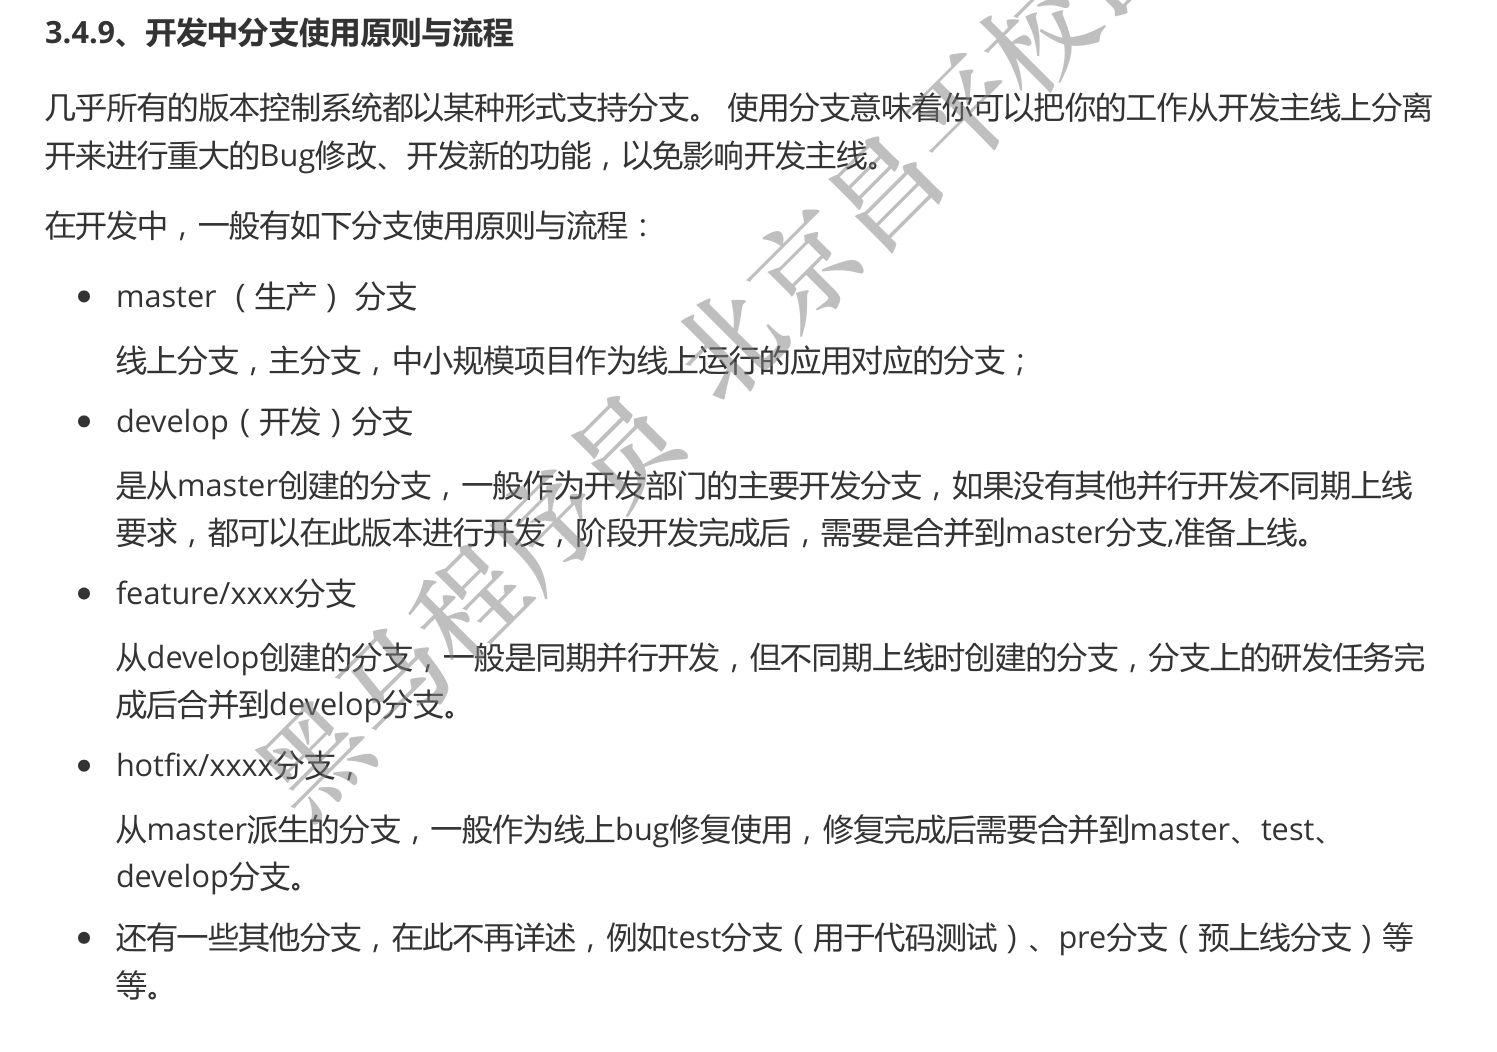 3.4.9、开发中分支使用原则与流程
几乎所有的版本控制系统都以某种形式支持分支。 使用分支意味着你可以把你的工作从开发主线上分离
开来进行重大的Bug修改、开发新的功能，以免影响开发主线。
在开发中，一般有如下分支使用原则与流程：
master （生产） 分支
线上分支，主分支，中小规模项目作为线上运行的应用对应的分支；
develop（开发）分支
是从master创建的分支，一般作为开发部门的主要开发分支，如果没有其他并行开发不同期上线
要求，都可以在此版本进行开发，阶段开发完成后，需要是合并到master分支,准备上线。
feature/xxxx分支
从develop创建的分支，一般是同期并行开发，但不同期上线时创建的分支，分支上的研发任务完
成后合并到develop分支。
hotfix/xxxx分支，
从master派生的分支，一般作为线上bug修复使用，修复完成后需要合并到master、test、
develop分支。
还有一些其他分支，在此不再详述，例如test分支（用于代码测试）、pre分支（预上线分支）等
等。
黑马程序员 北京昌平校